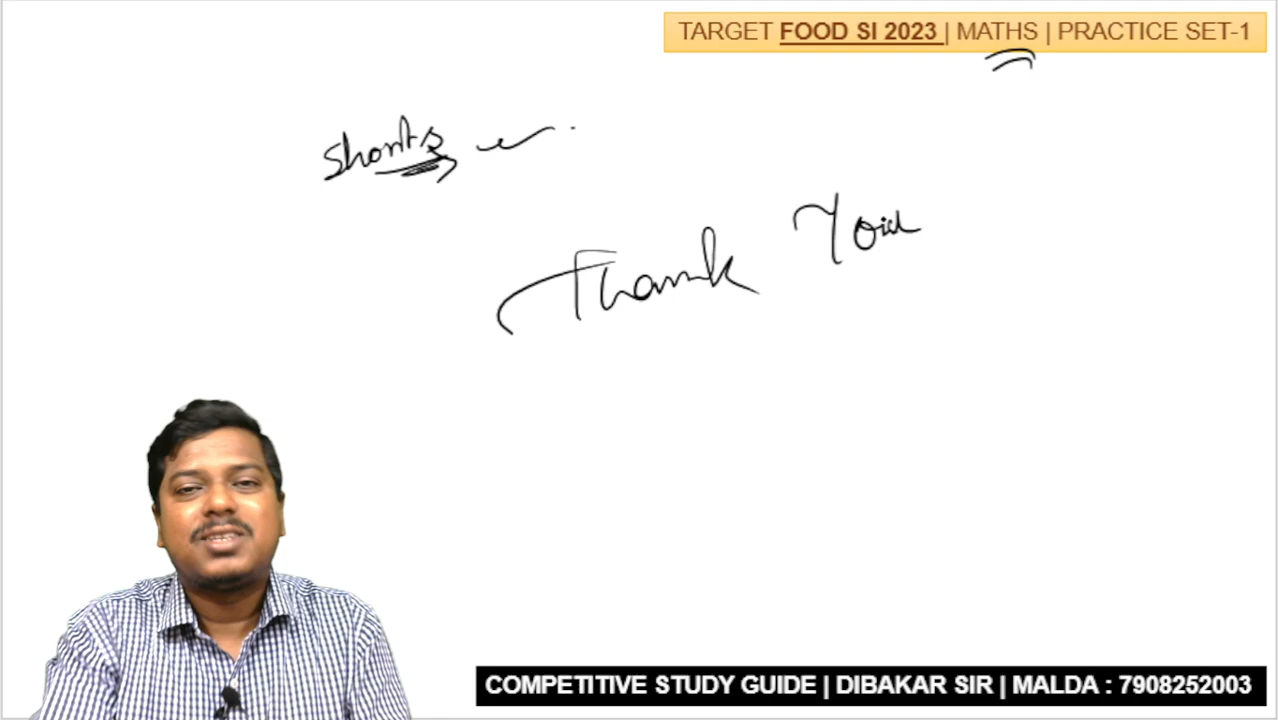 TARGET FOOD SI 2023 | MATHS | PRACTICE SET-1
Shorts
Thank You
COMPETITIVE STUDY GUIDE | DIBAKAR SIR | MALDA : 7908252003